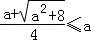 a+√a²+8 / 4 ≤ a